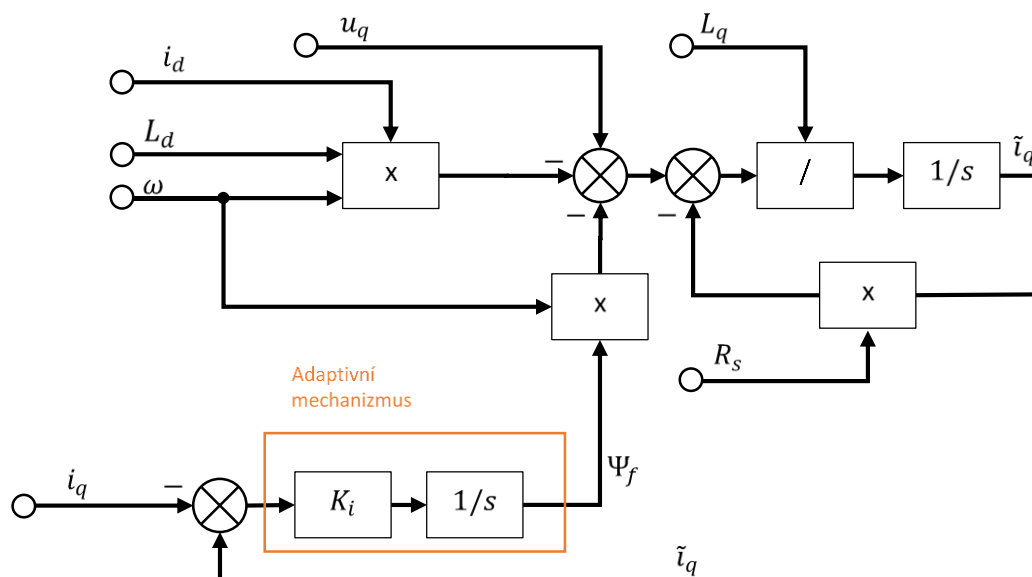 u_q
L_q
i_d
L_d
x
/
1/s
ĩ_q
ω
−
−
−
x
x
R_s
Adaptivní
mechanizmus
Ψ_f
i_q
−
K_i
1/s
ĩ_q